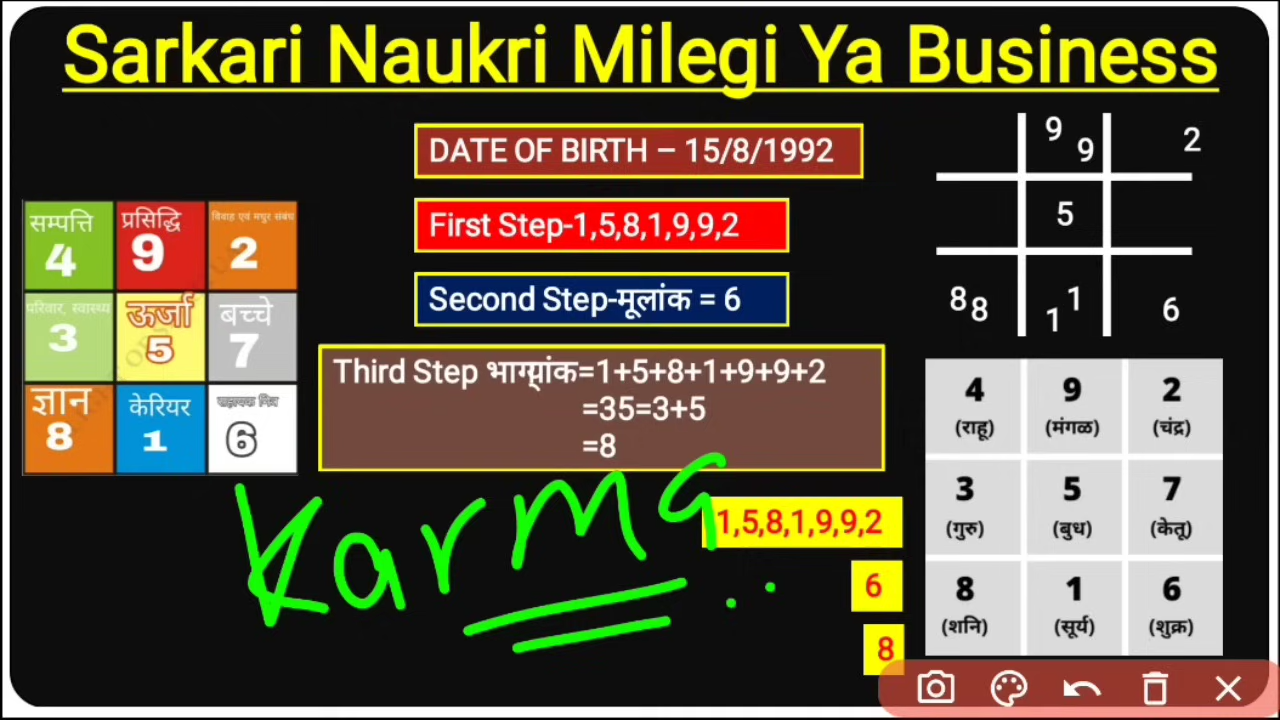 Sarkari Naukri Milegi Ya Business
DATE OF BIRTH – 15/8/1992
First Step-1,5,8,1,9,9,2
Second Step-मूलांक = 6
Third Step भाग्यांक=1+5+8+1+9+9+2
=35=3+5
=8
Karma
1,5,8,1,9,9,2
6
8
सम्पत्ति प्रसिद्धि विवाह एवं मधुर संबंध
4 9 2
परिवार, स्वास्थ्य ऊर्जा बच्चे
3 5 7
ज्ञान केरियर सहायक मित्र
8 1 6
9 9 2
5
8 8 1 1 6
4 9 2
(राहू) (मंगळ) (चंद्र)
3 5 7
(गुरु) (बुध) (केतू)
8 1 6
(शनि) (सूर्य) (शुक्र)